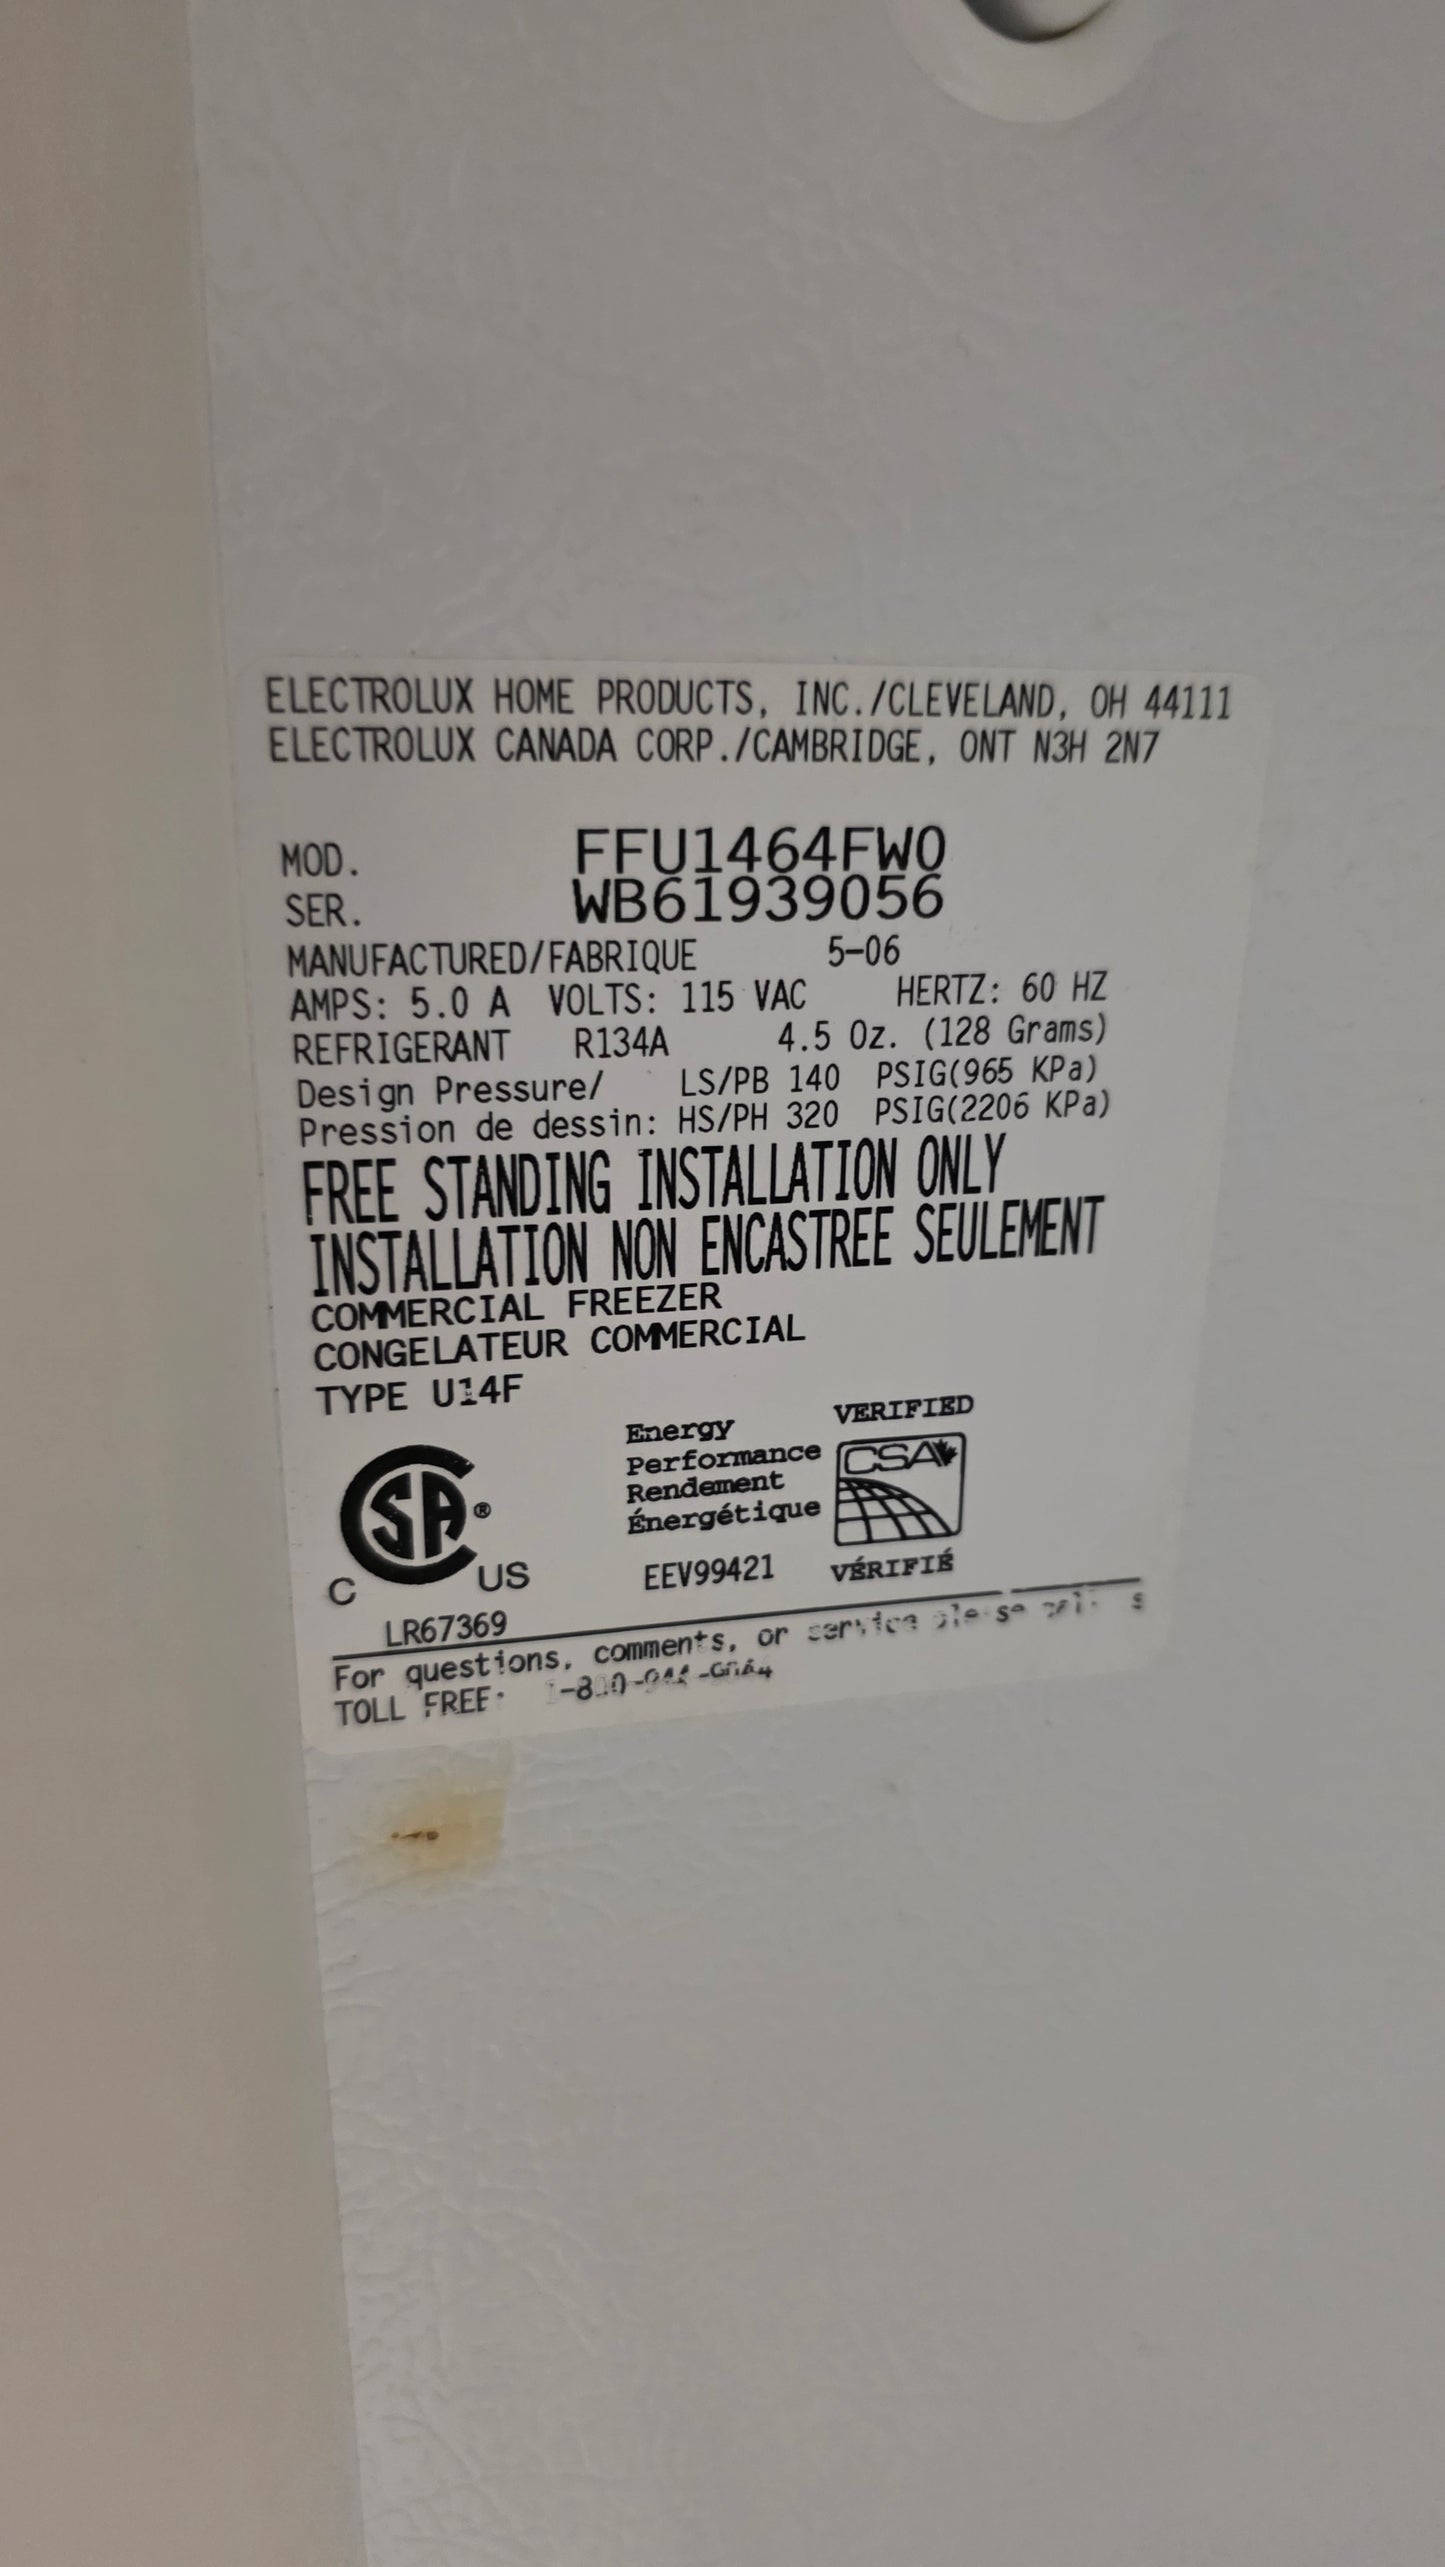 ELECTROLUX HOME PRODUCTS, INC./CLEVELAND, OH 44111
ELECTROLUX CANADA CORP./CAMBRIDGE, ONT N3H 2N7
MOD. FFU1464FW0
SER. WB61939056
MANUFACTURED/FABRIQUE 5-06
AMPS: 5.0 A VOLTS: 115 VAC HERTZ: 60 HZ
REFRIGERANT R134A 4.5 Oz. (128 Grams)
Design Pressure/ LS/PB 140 PSIG(965 KPa)
Pression de dessin: HS/PH 320 PSIG(2206 KPa)
FREE STANDING INSTALLATION ONLY
INSTALLATION NON ENCASTREE SEULEMENT
COMMERCIAL FREEZER
CONGELATEUR COMMERCIAL
TYPE U14F
Energy
Performance
Rendement
Énergétique
EEV99421
VERIFIED
CSA
VÉRIFIÉ
C SA ® US
LR67369
For questions, comments, or service please
TOLL FREE: